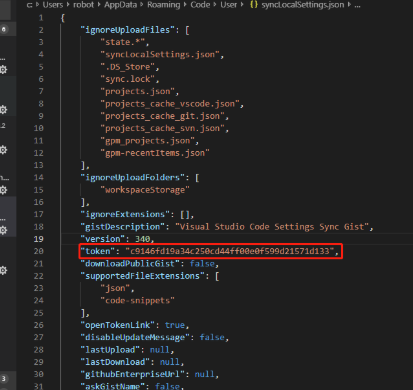 C: > Users > robot > AppData > Roaming > Code > User > {} syncLocalSettings.json > ...
1 {
2 "ignoreUploadFiles": [
3 "state.*",
4 "syncLocalSettings.json",
5 ".DS_Store",
6 "sync.lock",
7 "projects.json",
8 "projects_cache_vscode.json",
9 "projects_cache_git.json",
10 "projects_cache_svn.json",
11 "gpm_projects.json",
12 "gpm-recentItems.json"
13 ],
14 "ignoreUploadFolders": [
15 "workspaceStorage"
16 ],
17 "ignoreExtensions": [],
18 "gistDescription": "Visual Studio Code Settings Sync Gist",
19 "version": 340,
20 "token": "c9146fd19a34c250cd44ff00e0f599d21571d133",
21 "downloadPublicGist": false,
22 "supportedFileExtensions": [
23 "json",
24 "code-snippets"
25 ],
26 "openTokenLink": true,
27 "disableUpdateMessage": false,
28 "lastUpload": null,
29 "lastDownload": null,
30 "githubEnterpriseUrl": null,
31 "askGistName": false,